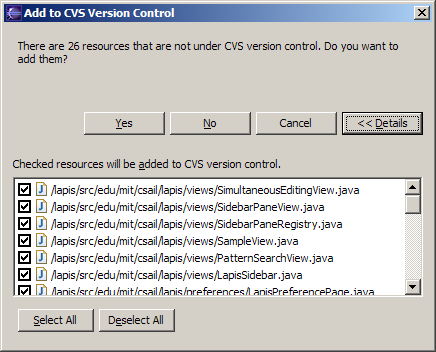 Add to CVS Version Control
There are 26 resources that are not under CVS version control. Do you want to
add them?
Yes
No
Cancel
<< Details
Checked resources will be added to CVS version control.
/lapis/src/edu/mit/csail/lapis/views/SimultaneousEditingView.java
/lapis/src/edu/mit/csail/lapis/views/SidebarPaneView.java
/lapis/src/edu/mit/csail/lapis/views/SidebarPaneRegistry.java
/lapis/src/edu/mit/csail/lapis/views/SampleView.java
/lapis/src/edu/mit/csail/lapis/views/PatternSearchView.java
/lapis/src/edu/mit/csail/lapis/views/LapisSidebar.java
/lapis/src/edu/mit/csail/lapis/preferences/LapisPreferencePage.java
Select All
Deselect All